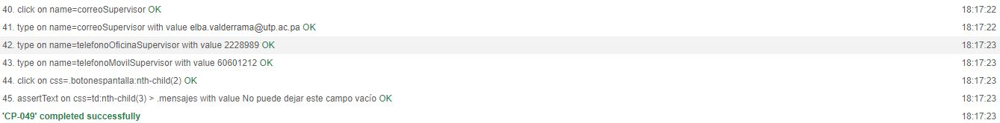 40. click on name=correoSupervisor OK 18:17:22
41. type on name=correoSupervisor with value elba.valderrama@utp.ac.pa OK 18:17:22
42. type on name=telefonoOficinaSupervisor with value 2228989 OK 18:17:23
43. type on name=telefonoMovilSupervisor with value 60601212 OK 18:17:23
44. click on css=.botonespantalla:nth-child(2) OK 18:17:23
45. assertText on css=td:nth-child(3) > .mensajes with value No puede dejar este campo vacío OK 18:17:23
'CP-049' completed successfully 18:17:23